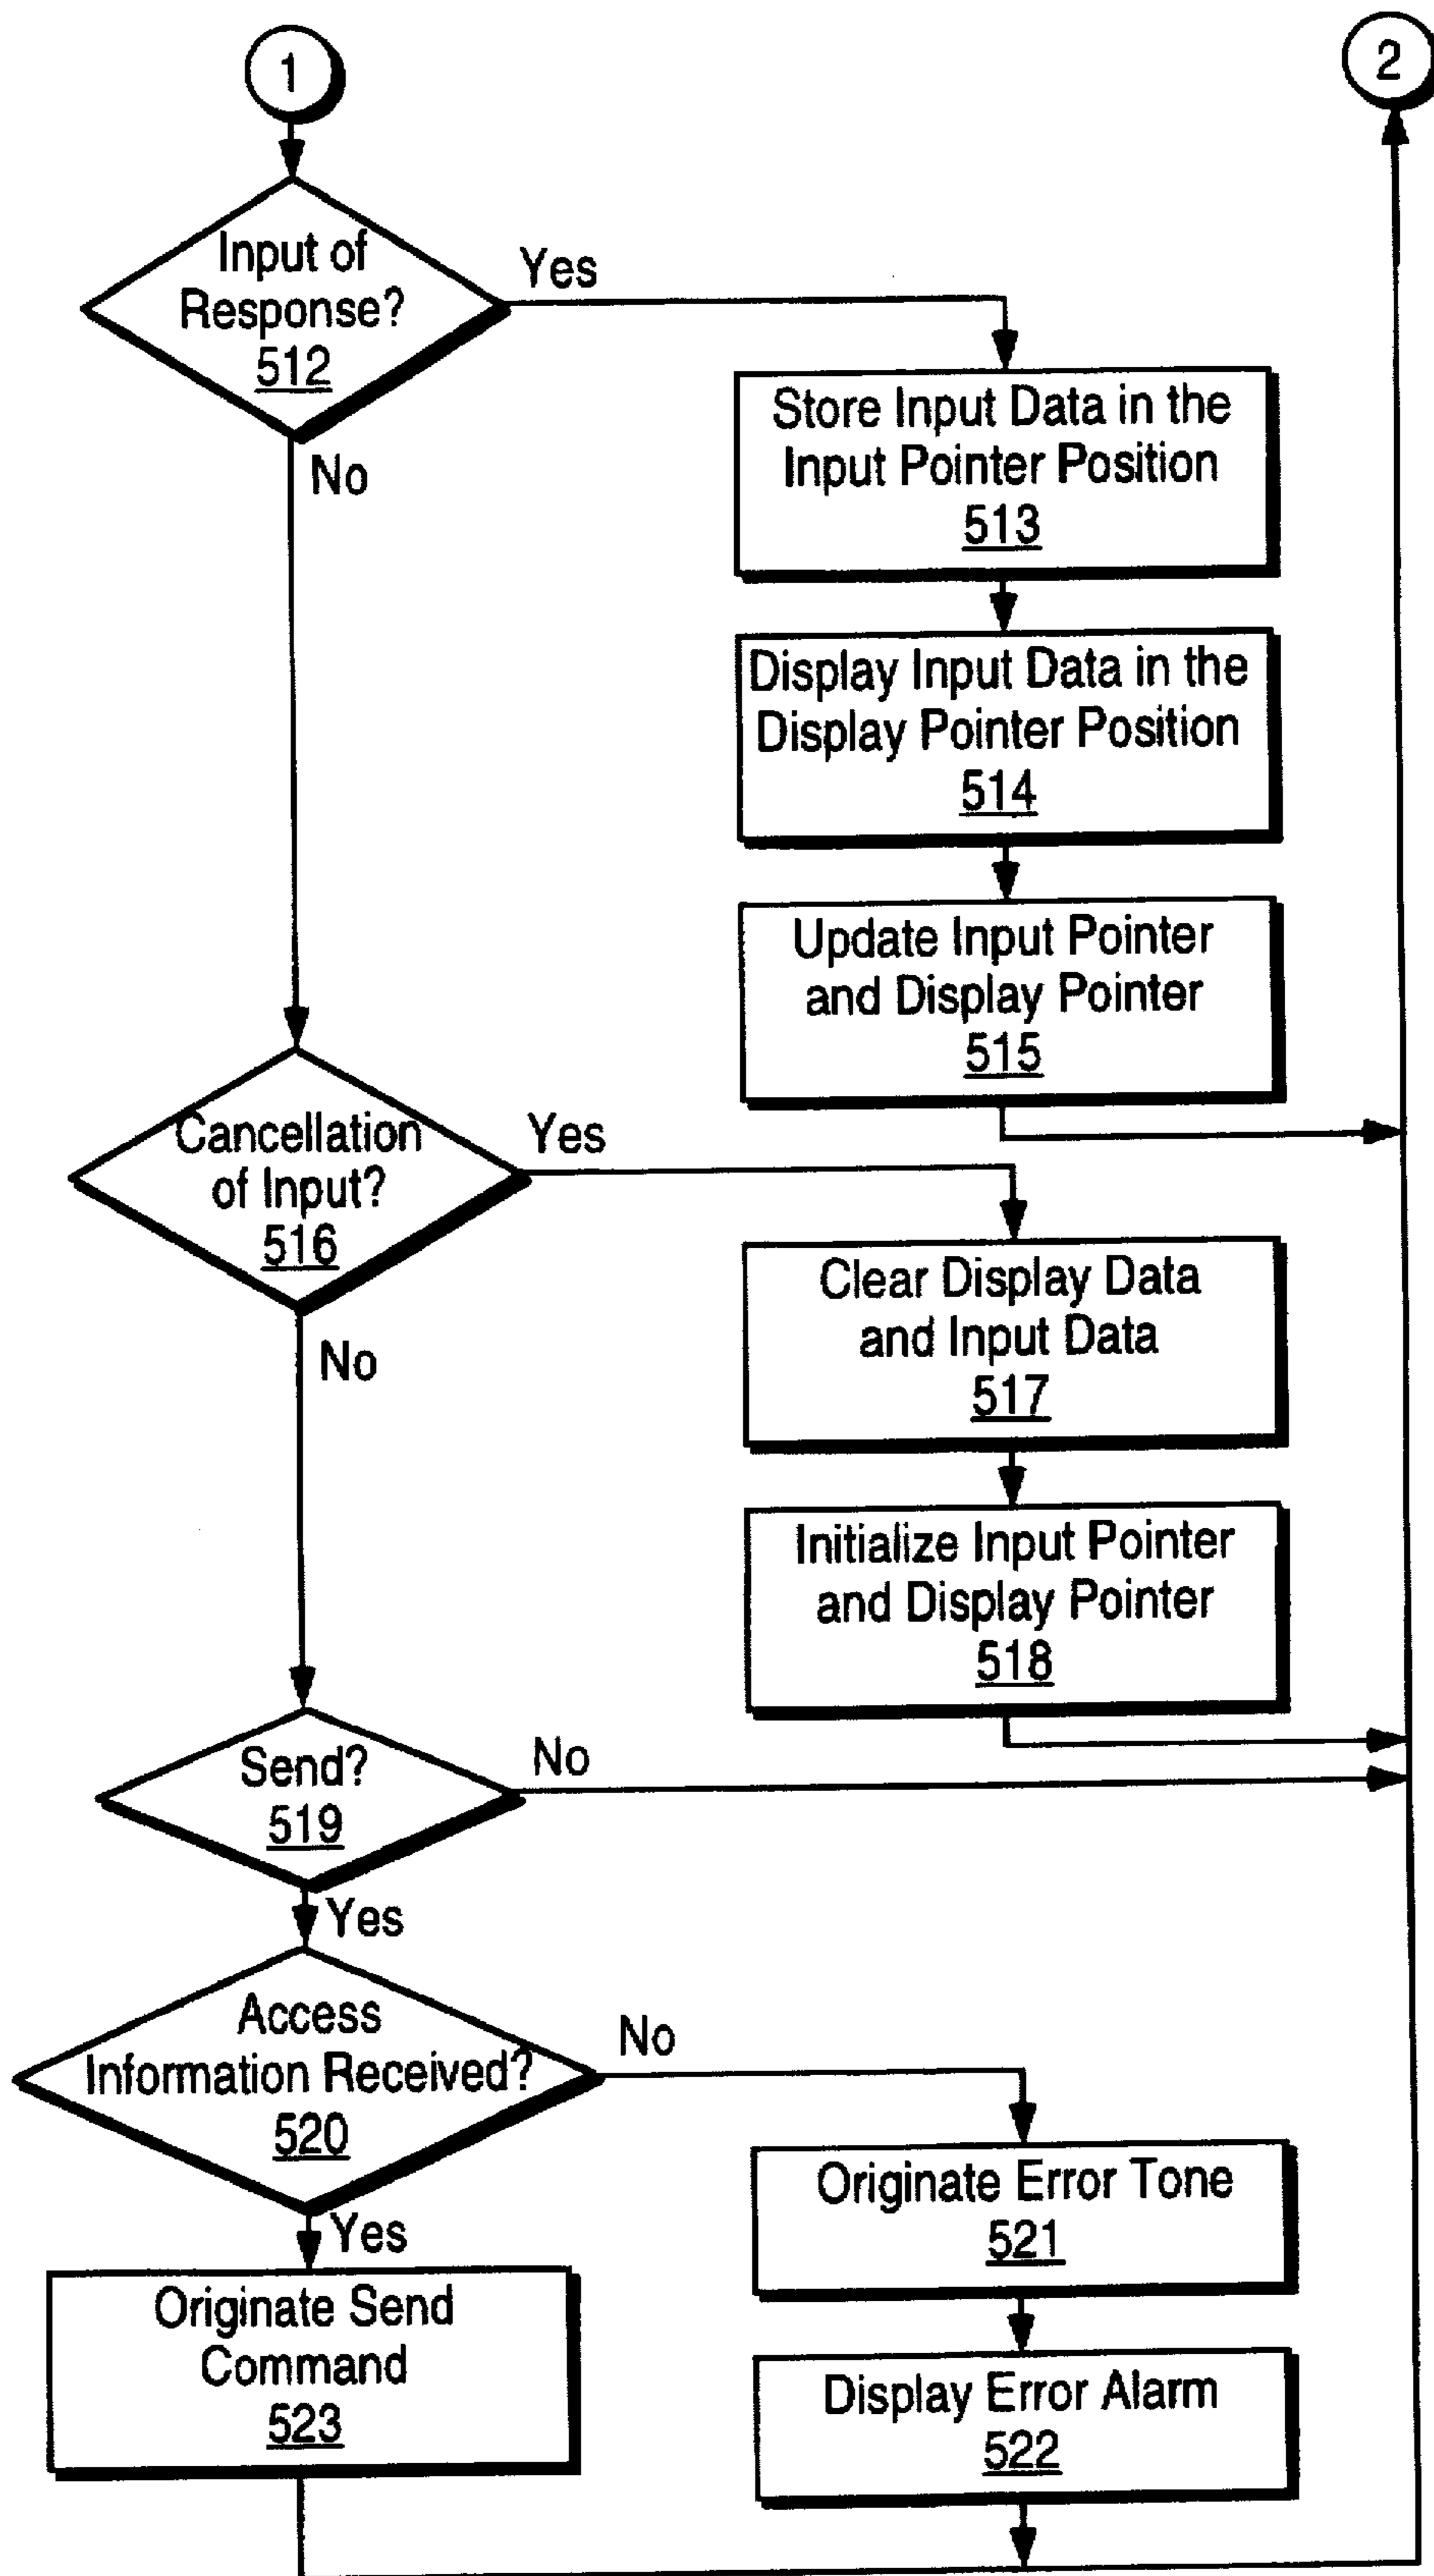 1
2
Input of
Response?
512
Yes
No
Store Input Data in the
Input Pointer Position
513
Display Input Data in the
Display Pointer Position
514
Update Input Pointer
and Display Pointer
515
Cancellation
of Input?
516
Yes
No
Clear Display Data
and Input Data
517
Initialize Input Pointer
and Display Pointer
518
Send?
519
No
Yes
Access
Information Received?
520
No
Yes
Originate Error Tone
521
Originate Send
Command
523
Display Error Alarm
522